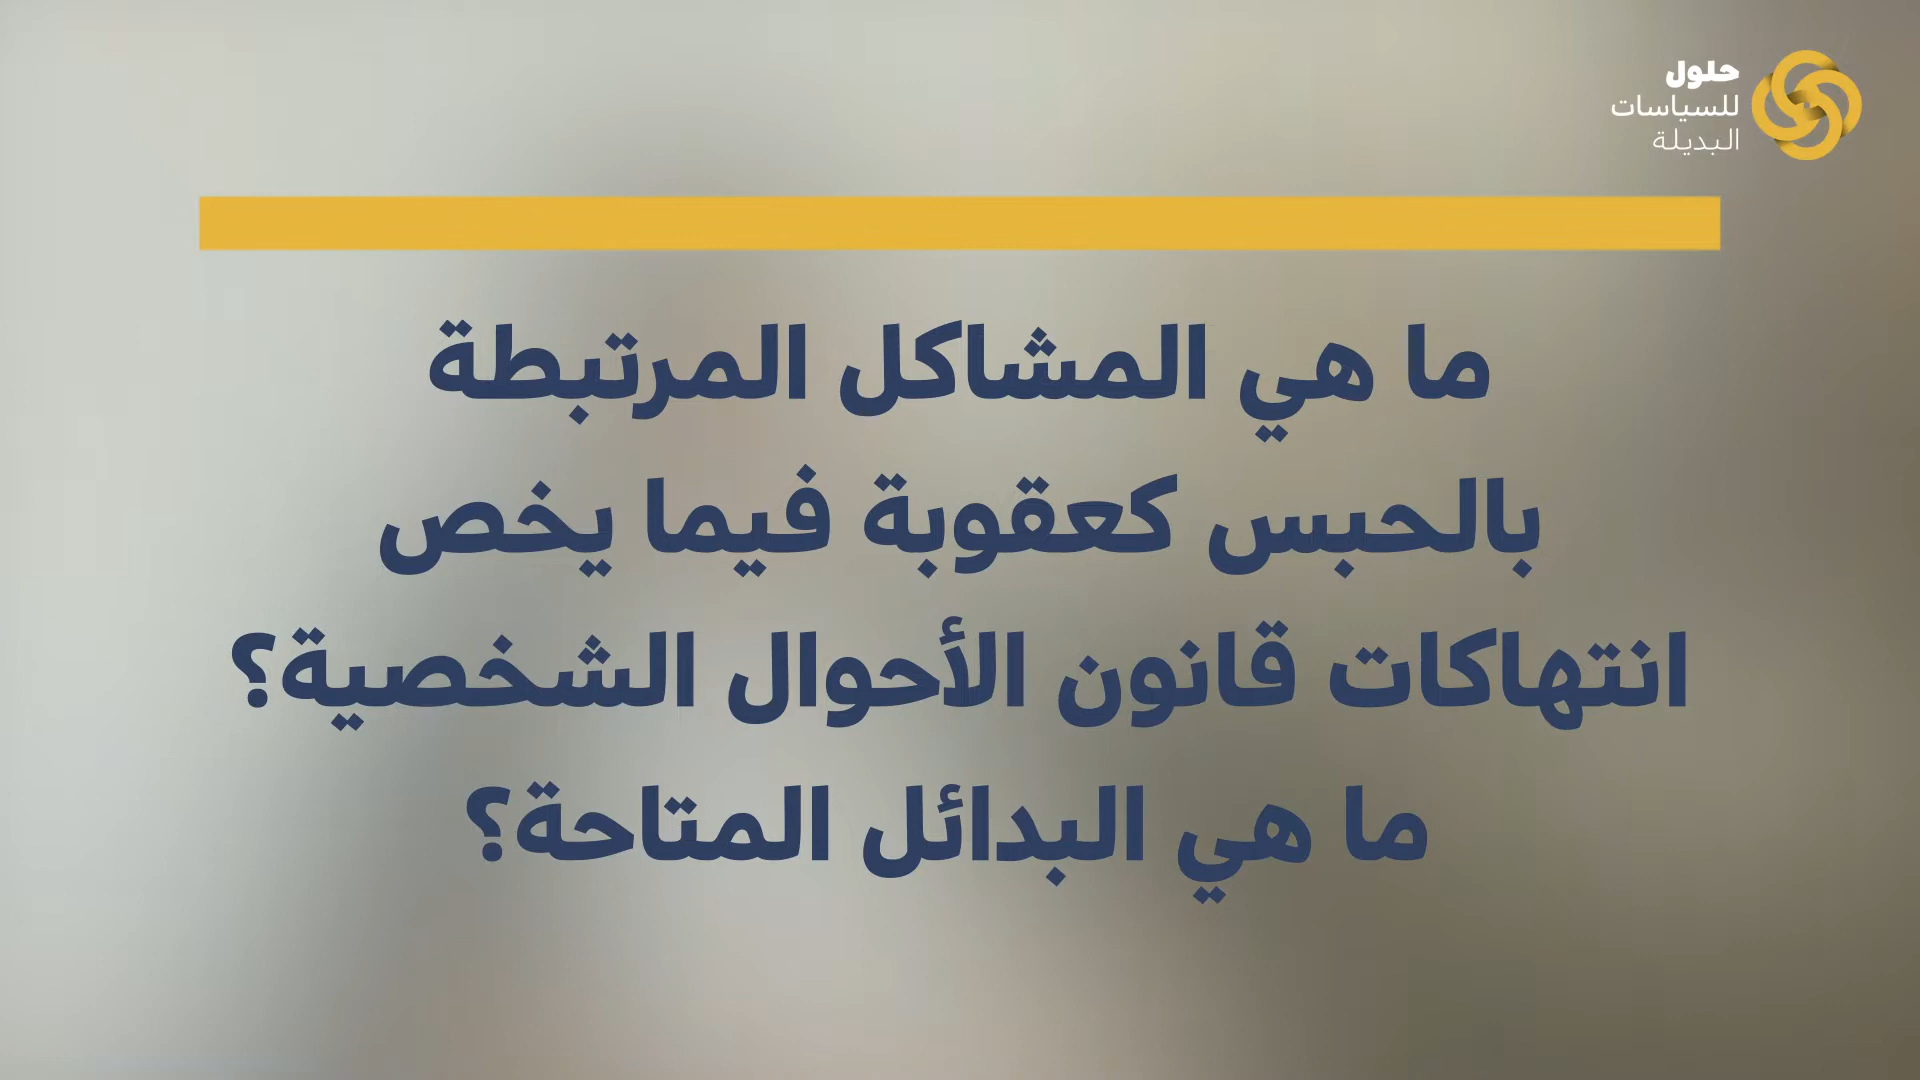 حلول
للسياسات
البديلة
ما هي المشاكل المرتبطة
بالحبس كعقوبة فيما يخص
انتهاكات قانون الأحوال الشخصية؟
ما هي البدائل المتاحة؟